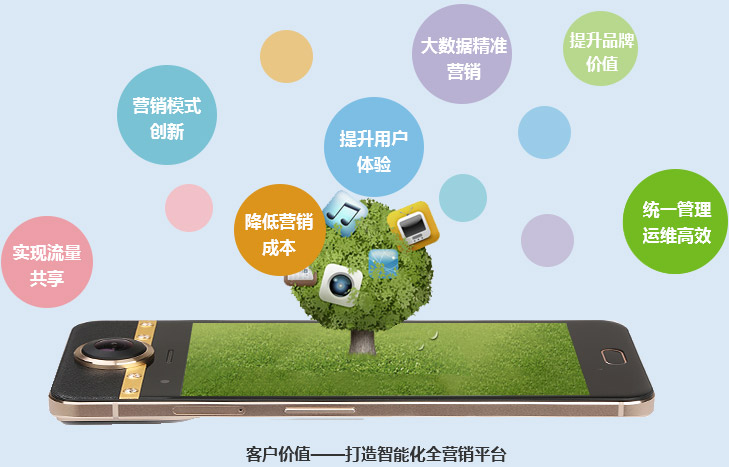 大数据精准
营销
提升品牌
价值
营销模式
创新
提升用户
体验
降低营销
成本
统一管理
运维高效
实现流量
共享
客户价值——打造智能化全营销平台